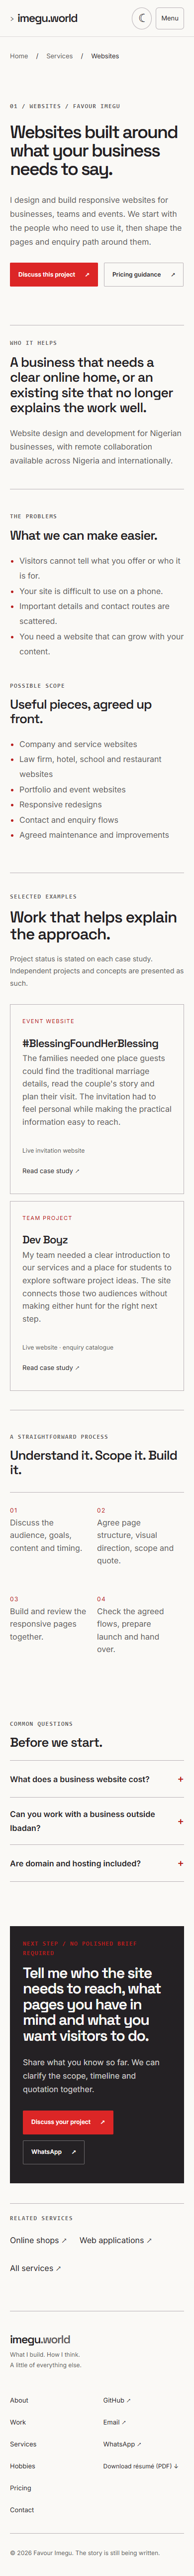 › imegu.world
Menu
Home / Services / Websites
01 / WEBSITES / FAVOUR IMEGU
Websites built around
what your business
needs to say.
I design and build responsive websites for
businesses, teams and events. We start with
the people who need to use it, then shape the
pages and enquiry path around them.
Discuss this project ↗
Pricing guidance ↗
WHO IT HELPS
A business that needs a
clear online home, or an
existing site that no longer
explains the work well.
Website design and development for Nigerian
businesses, with remote collaboration
available across Nigeria and internationally.
THE PROBLEMS
What we can make easier.
• Visitors cannot tell what you offer or who it
is for.
• Your site is difficult to use on a phone.
• Important details and contact routes are
scattered.
• You need a website that can grow with your
content.
POSSIBLE SCOPE
Useful pieces, agreed up
front.
• Company and service websites
• Law firm, hotel, school and restaurant
websites
• Portfolio and event websites
• Responsive redesigns
• Contact and enquiry flows
• Agreed maintenance and improvements
SELECTED EXAMPLES
Work that helps explain
the approach.
Project status is stated on each case study.
Independent projects and concepts are presented as
such.
EVENT WEBSITE
#BlessingFoundHerBlessing
The families needed one place guests
could find the traditional marriage
details, read the couple's story and
plan their visit. The invitation had to
feel personal while making the practical
information easy to reach.
Live invitation website
Read case study ↗
TEAM PROJECT
Dev Boyz
My team needed a clear introduction to
our services and a place for students to
explore software project ideas. The site
connects those two audiences without
making either hunt for the right next
step.
Live website · enquiry catalogue
Read case study ↗
A STRAIGHTFORWARD PROCESS
Understand it. Scope it. Build
it.
01
Discuss the
audience, goals,
content and timing.
02
Agree page
structure, visual
direction, scope and
quote.
03
Build and review the
responsive pages
together.
04
Check the agreed
flows, prepare
launch and hand
over.
COMMON QUESTIONS
Before we start.
What does a business website cost? +
Can you work with a business outside
Ibadan? +
Are domain and hosting included? +
NEXT STEP / NO POLISHED BRIEF
REQUIRED
Tell me who the site
needs to reach, what
pages you have in
mind and what you
want visitors to do.
Share what you know so far. We can
clarify the scope, timeline and
quotation together.
Discuss your project ↗
WhatsApp ↗
RELATED SERVICES
Online shops ↗ Web applications ↗
All services ↗
imegu.world
What I build. How I think.
A little of everything else.
About
Work
Services
Hobbies
Pricing
Contact
GitHub ↗
Email ↗
WhatsApp ↗
Download résumé (PDF) ↓
© 2026 Favour Imegu. The story is still being written.